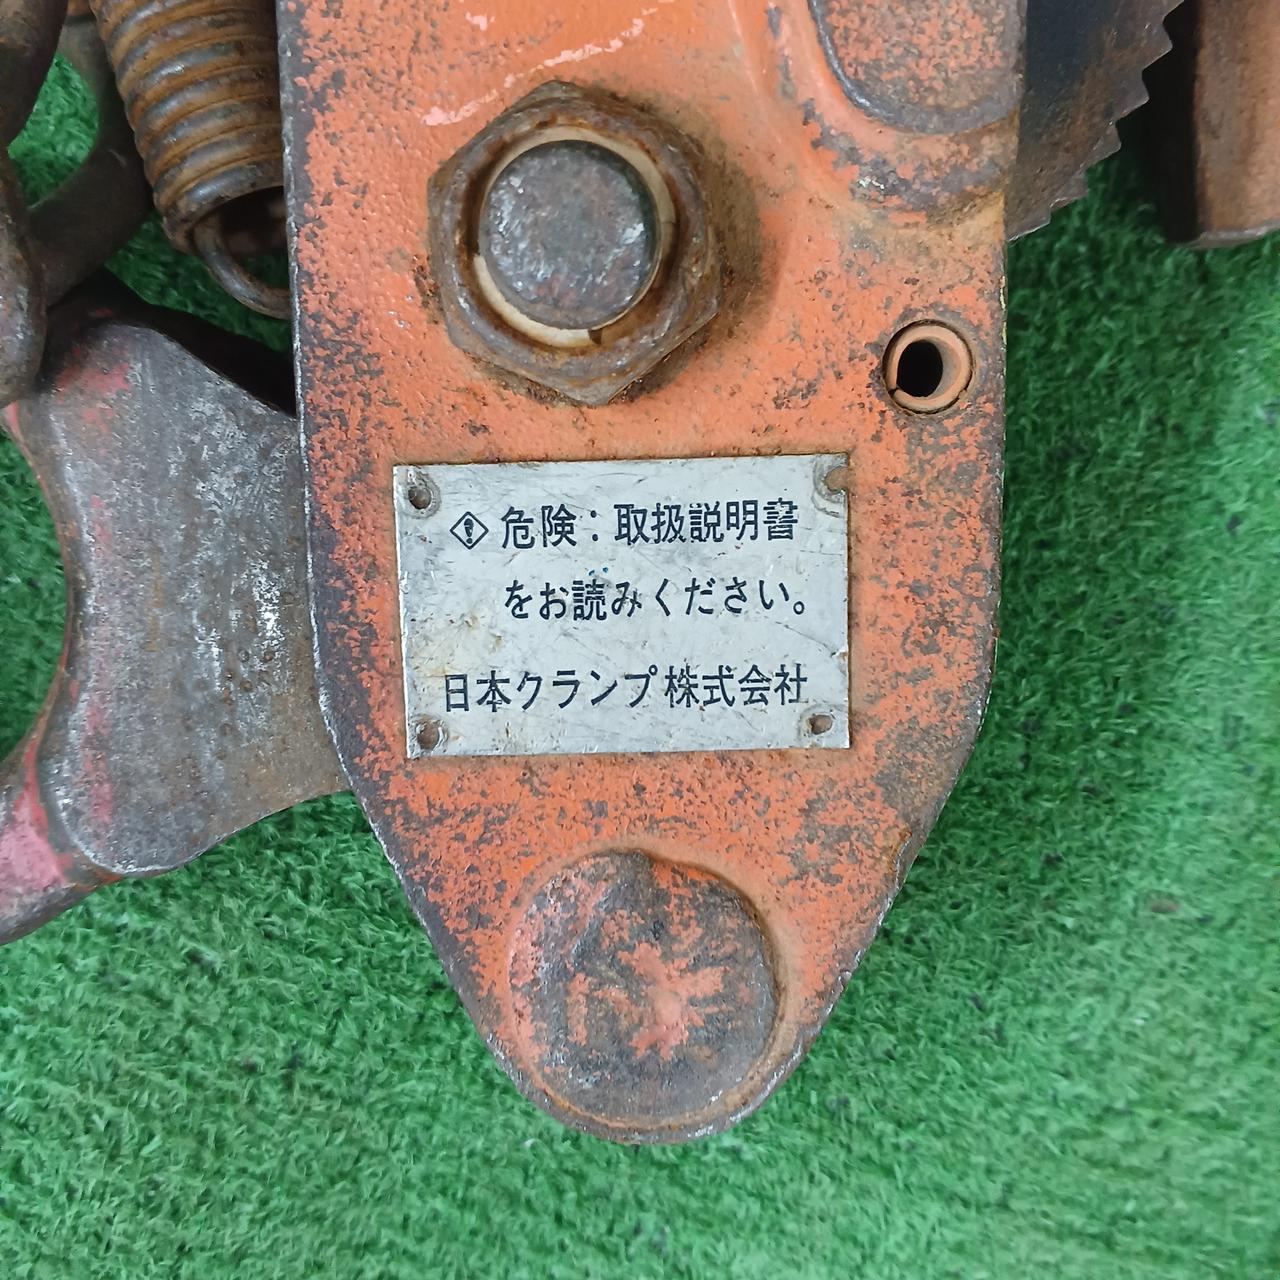 危険：取扱説明書
をお読みください。
日本クランプ株式会社